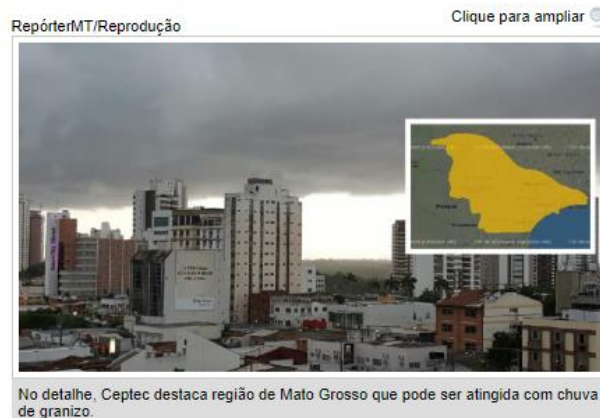 RepórterMT/Reprodução
Clique para ampliar
No detalhe, Ceptec destaca região de Mato Grosso que pode ser atingida com chuva
de granizo.